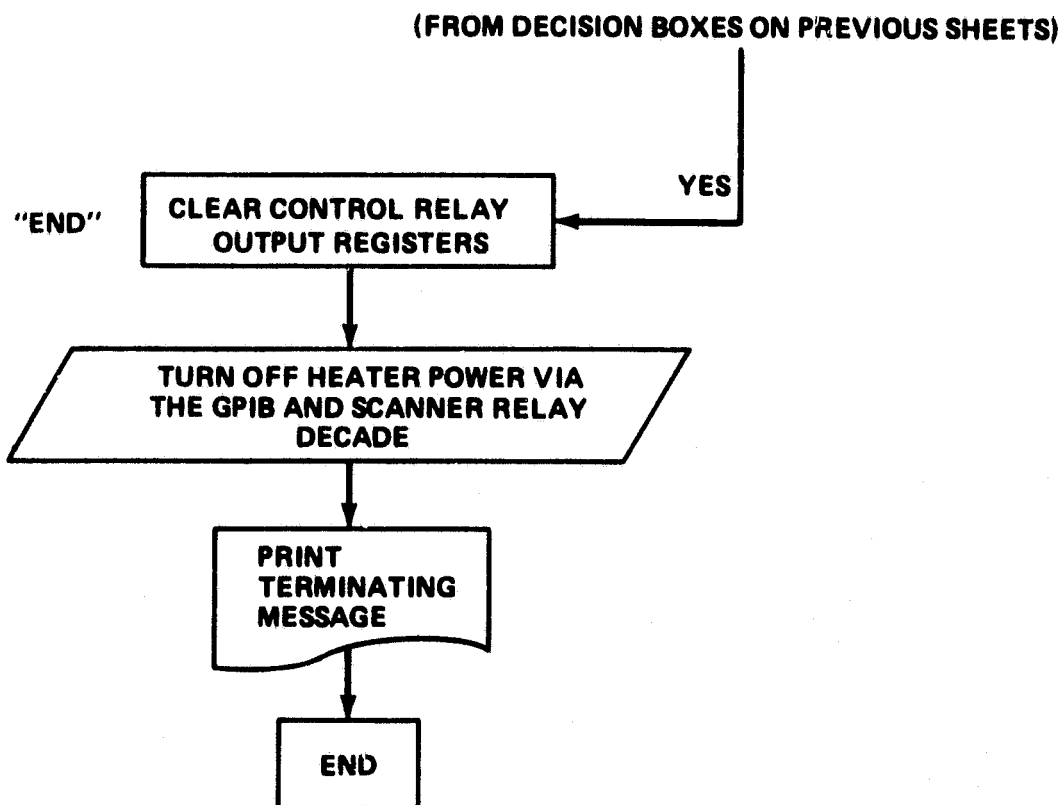 (FROM DECISION BOXES ON PREVIOUS SHEETS)
YES
"END"
CLEAR CONTROL RELAY
OUTPUT REGISTERS
TURN OFF HEATER POWER VIA
THE GPIB AND SCANNER RELAY
DECADE
PRINT
TERMINATING
MESSAGE
END